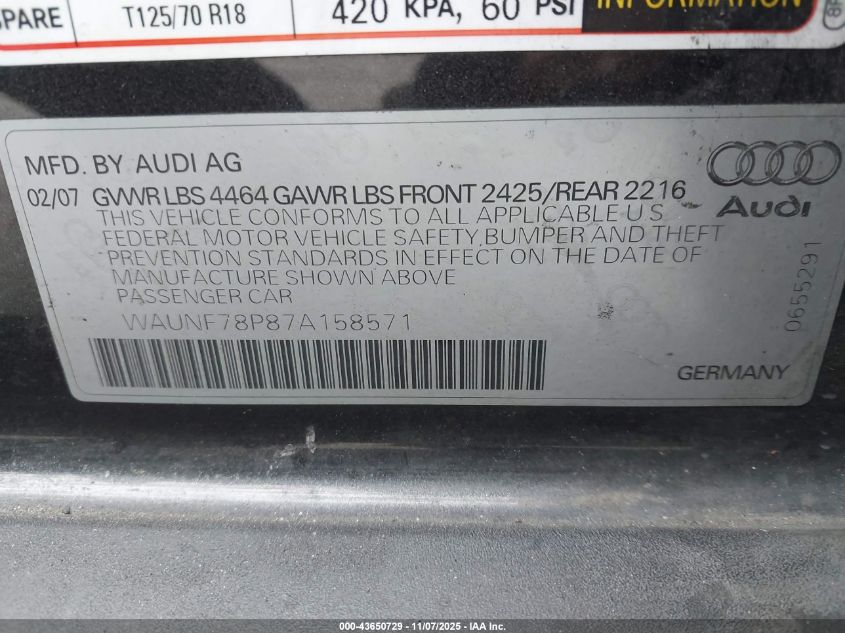 SPARE T125/70 R18 420 KPA, 60 PSI INFORMATION
MFD. BY AUDI AG
02/07 GVWR LBS 4464 GAWR LBS FRONT 2425/REAR 2216
THIS VEHICLE CONFORMS TO ALL APPLICABLE U S
FEDERAL MOTOR VEHICLE SAFETY,BUMPER AND THEFT
PREVENTION STANDARDS IN EFFECT ON THE DATE OF
MANUFACTURE SHOWN ABOVE
PASSENGER CAR
WAUNF78P87A158571
Audi
0655291
GERMANY
000-43650729 - 11/07/2025 - IAA Inc.